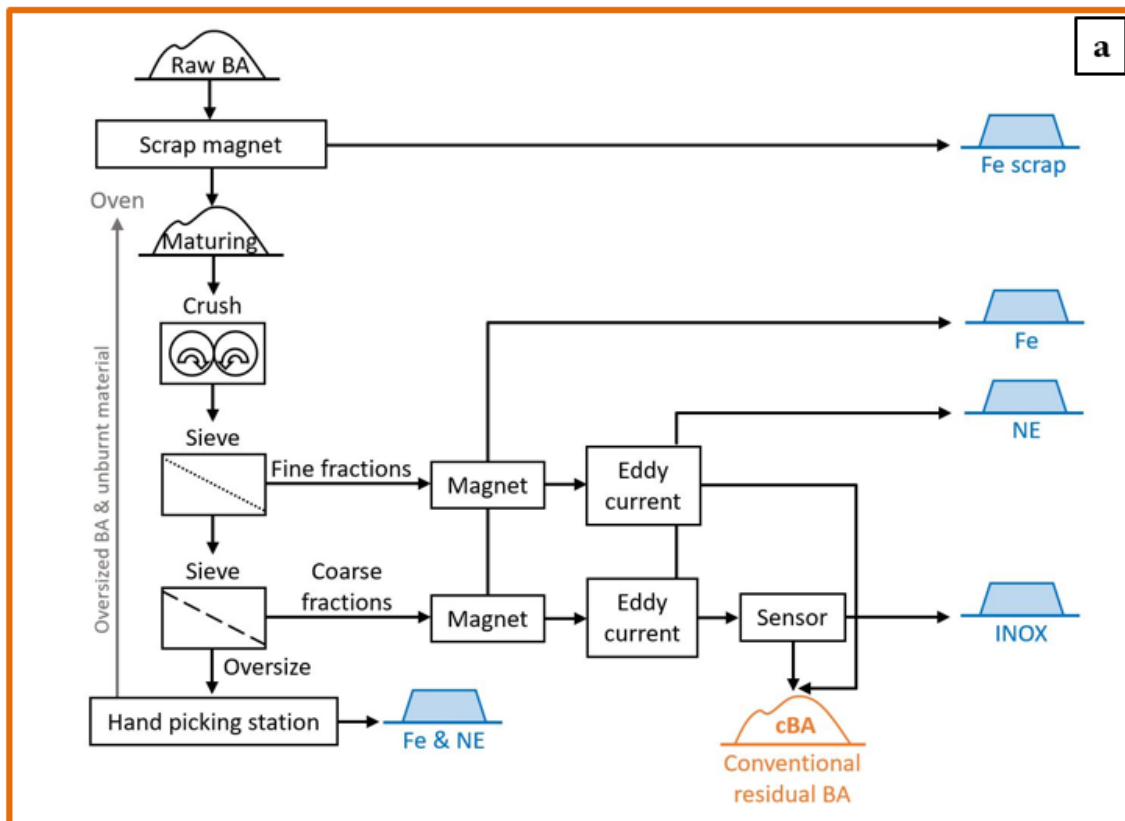 a
Raw BA
Scrap magnet
Fe scrap
Oven
Maturing
Crush
Fe
Oversized BA & unburnt material
NE
Sieve
Fine fractions
Magnet
Eddy
current
Sieve
Coarse
fractions
Magnet
Eddy
current
Sensor
INOX
Oversize
Hand picking station
Fe & NE
cBA
Conventional
residual BA